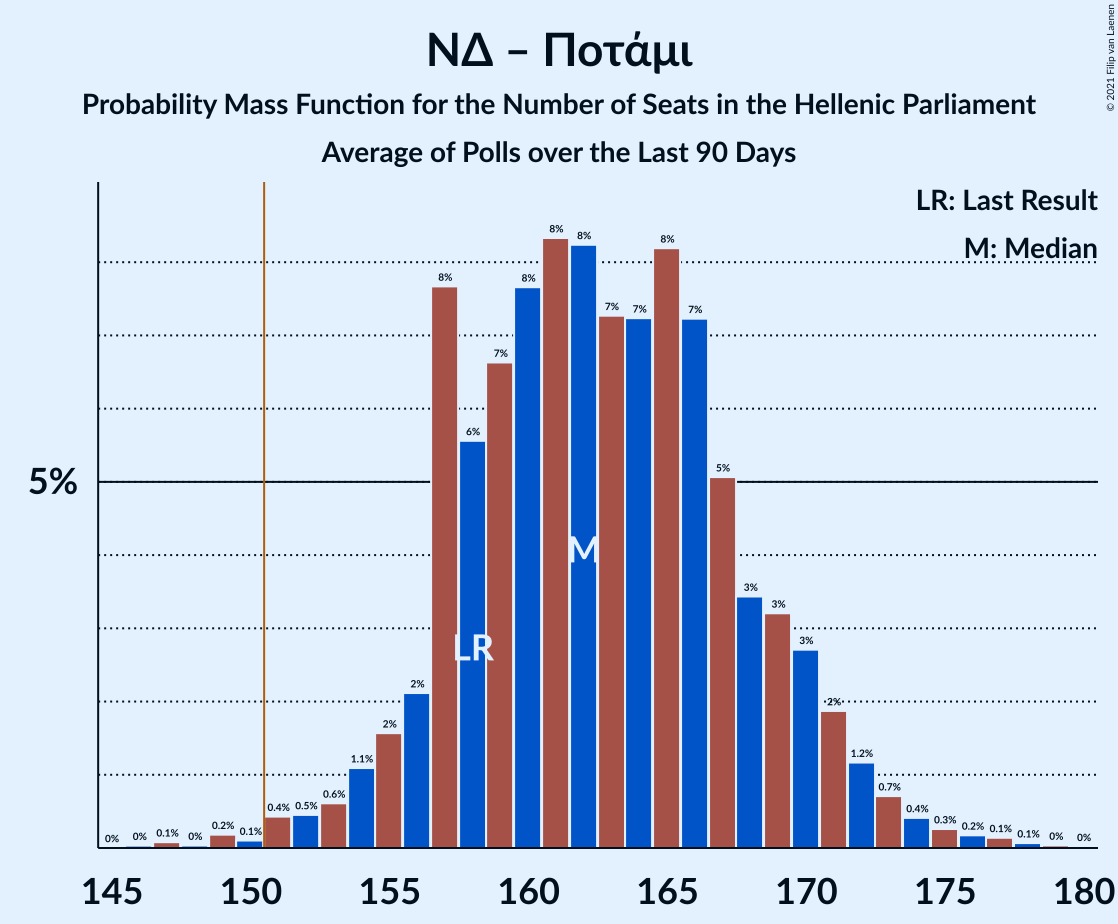 ΝΔ – Ποτάμι
Probability Mass Function for the Number of Seats in the Hellenic Parliament
Average of Polls over the Last 90 Days
© 2021 Filip van Laenen
LR: Last Result
M: Median
5%
0% 0% 0.1% 0% 0.2% 0.1% 0.4% 0.5% 0.6% 1.1% 2% 2% 8% 6% 7% 8% 8% 8% 7% 7% 8% 7% 5% 3% 3% 3% 2% 1.2% 0.7% 0.4% 0.3% 0.2% 0.1% 0.1% 0% 0%
M
LR
145 150 155 160 165 170 175 180